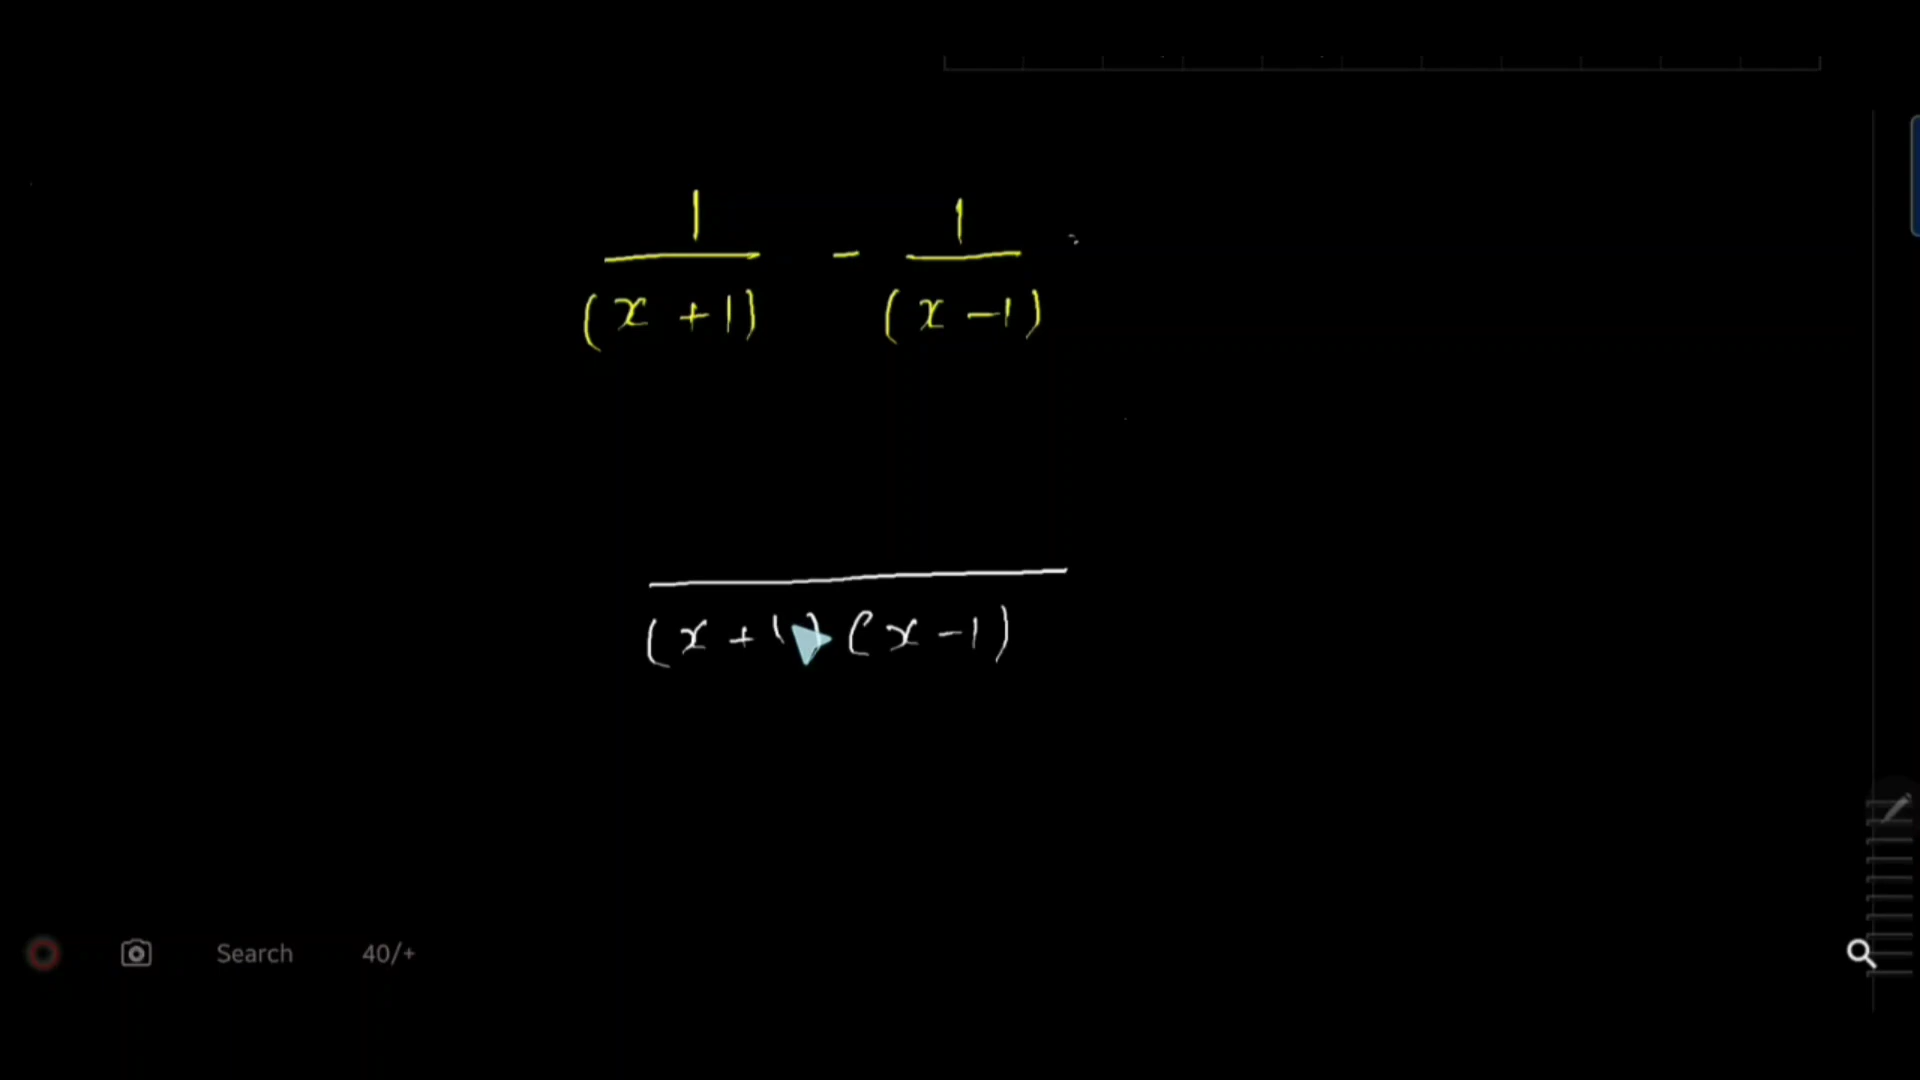 1/(x+1) - 1/(x-1)
/(x+1)(x-1)
Search 40/+